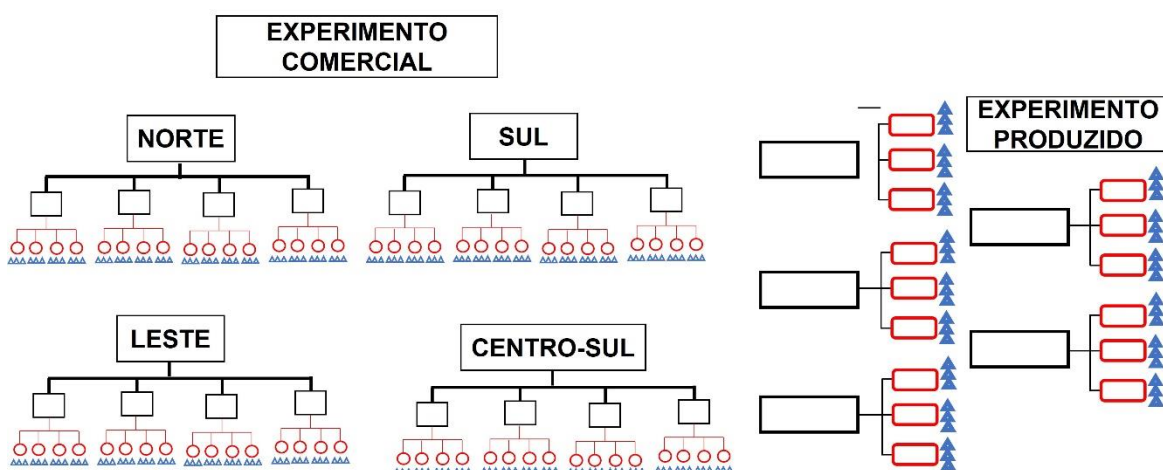 EXPERIMENTO
COMERCIAL
NORTE
SUL
LESTE
CENTRO-SUL
EXPERIMENTO
PRODUZIDO